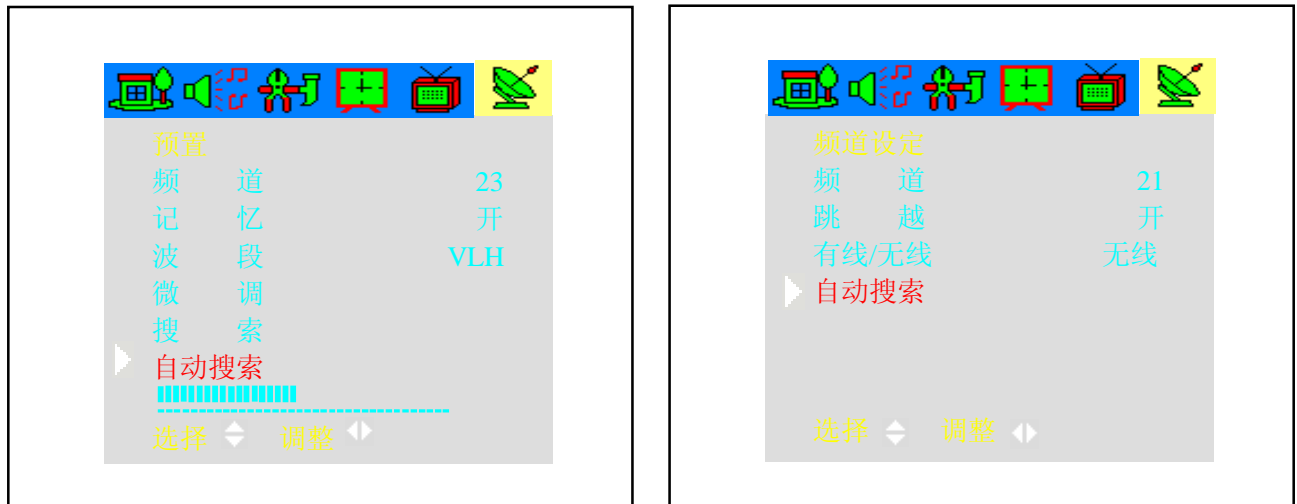 预置
频 道 23
记 忆 开
波 段 VLH
微 调
搜 索
自动搜索
选择 调整
频道设定
频 道 21
跳 越 开
有线/无线 无线
自动搜索
选择 调整